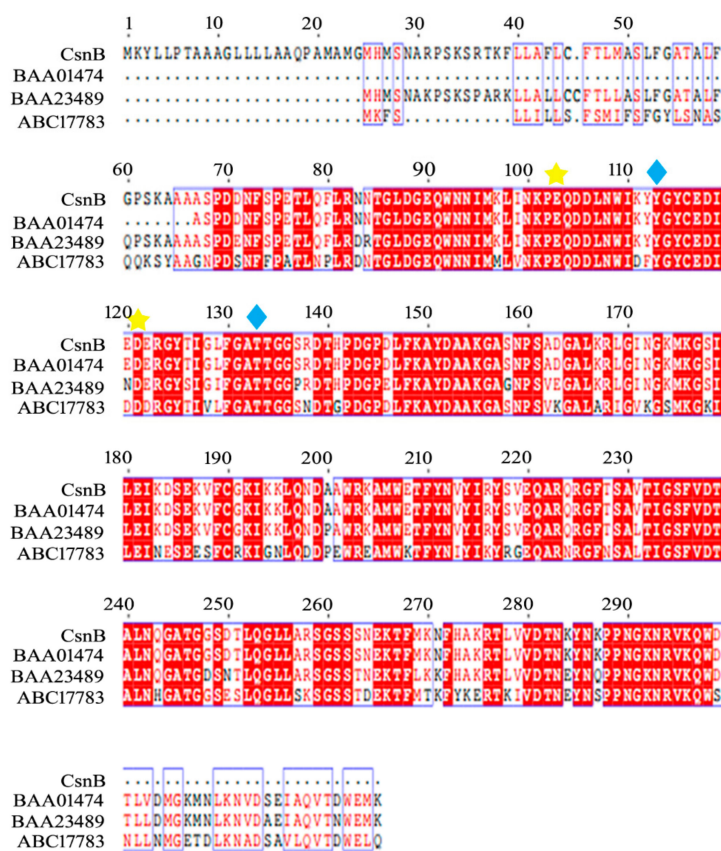 1 10 20 30 40 50
CsnB MKYLLPTAAAGLLLLAAQPAMAMGMHMSNARPSKSRTKFLLAFLC.FTLMASLFGATALF
BAA01474 ............................................................
BAA23489 ........................MHMSNAKPSKSPARKLLALLCCFTLLASLFGATALF
ABC17783 ........................MKFS...........LLILLS.FSMIFSFGYLSNAS
60 70 80 90 100 110
CsnB GPSKAAAASPDDNFSPETLQFLRNNTGLDGEQWNNIMKLINKPEQDDLNWIKYYGYCEDI
BAA01474 .......ASPDDNFSPETLQFLRNNTGLDGEQWNNIMKLINKPEQDDLNWIKYYGYCEDI
BAA23489 QPSKAAAASPDENFSPETLQFLRDRTGLDGEQWNNIMKLINKPEQDDLNWIKYYGYCEDI
ABC17783 QQKSYAAGNPDSNFFPATLNPLRDNTGLDGEQWNNIMMLVNKPEQDDLNWIDFYGYCEDI
120 130 140 150 160 170
CsnB EDERGYTIGLFGATTGGSRDTHPDGPDLFKAYDAAKGASNPSADGALKRLGINGKMKGSI
BAA01474 EDERGYTIGLFGATTGGSRDTHPDGPDLFKAYDAAKGASNPSADGALKRLGINGKMKGSI
BAA23489 NDERGYSIGIFGATTGGPRDTHPDGPELFKAYDAAKGAGNPSVEGALKRLGINGKMKGSI
ABC17783 DDDRGYTIVLFGATTGGSNDTGPDGPDLFKAYDAAKGASNPSVKGALARIGVKGSMKGKI
180 190 200 210 220 230
CsnB LEIKDSEKVFCGKIKKLQNDAAWRKAMWETFYNVYIRYSVEQARQRGFTSAVTIGSFVDT
BAA01474 LEIKDSEKVFCGKIKKLQNDAAWRKAMWETFYNVYIRYSVEQARQRGFTSAVTIGSFVDT
BAA23489 LEIKDSEKVFCGKIKKLQNDPAWRKAMWETFYNVYIRYSVEQARQRGFTSAVTIGSFVDT
ABC17783 LEINESEESFCRKIGNLQDDPEWREAMWKTFYNIYIKYRGEQARNRGFNSALTIGSFVDT
240 250 260 270 280 290
CsnB ALNQGATGGSDTLQGLLARSGSSSNEKTFMKNFHAKRTLVVDTNKYNKPPNGKNRVKQWD
BAA01474 ALNQGATGGSDTLQGLLARSGSSSNEKTFMKNFHAKRTLVVDTNKYNKPPNGKNRVKQWD
BAA23489 ALNQGATGDSNTLQGLLARSGSSTNEKTFLKKFHAKRTLVVDTNEYNQPPNGKNRVKQWD
ABC17783 ALNHGATGGSESLQGLLSKSGSSTDEKTFMTKFYKERTKIVDTNEYNSPPNGKNRVKQWS
CsnB ..........................
BAA01474 TLVDMGKMNLKNVDSEIAQVTDWEMK
BAA23489 TLLDMGKMNLKNVDAEIAQVTNWEMK
ABC17783 NLLNMGETDLKNADSAVLQVTDWELQ